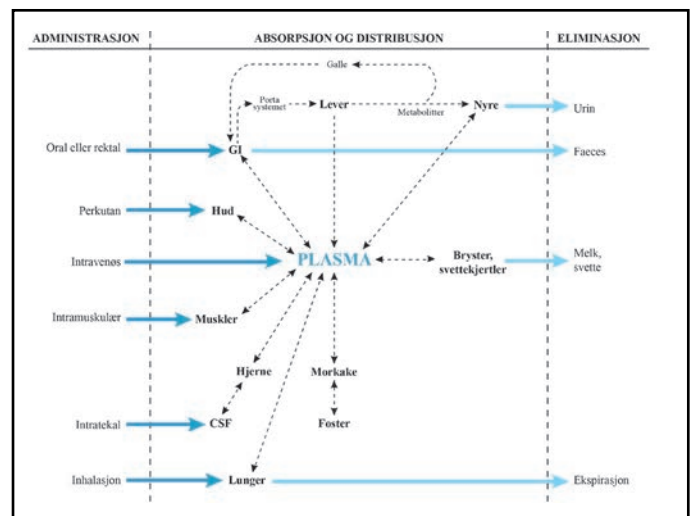 ADMINISTRASJON
ABSORPSJON OG DISTRIBUSJON
ELIMINASJON
Galle
Porta
systemet
Lever
Metabolitter
Nyre
Urin
Oral eller rektal
GI
Faeces
Perkutan
Hud
Intravenøs
PLASMA
Bryster,
svettekjertler
Melk,
svette
Intramuskulær
Muskler
Hjerne
Morkake
Intratekal
CSF
Foster
Inhalasjon
Lunger
Ekspirasjon